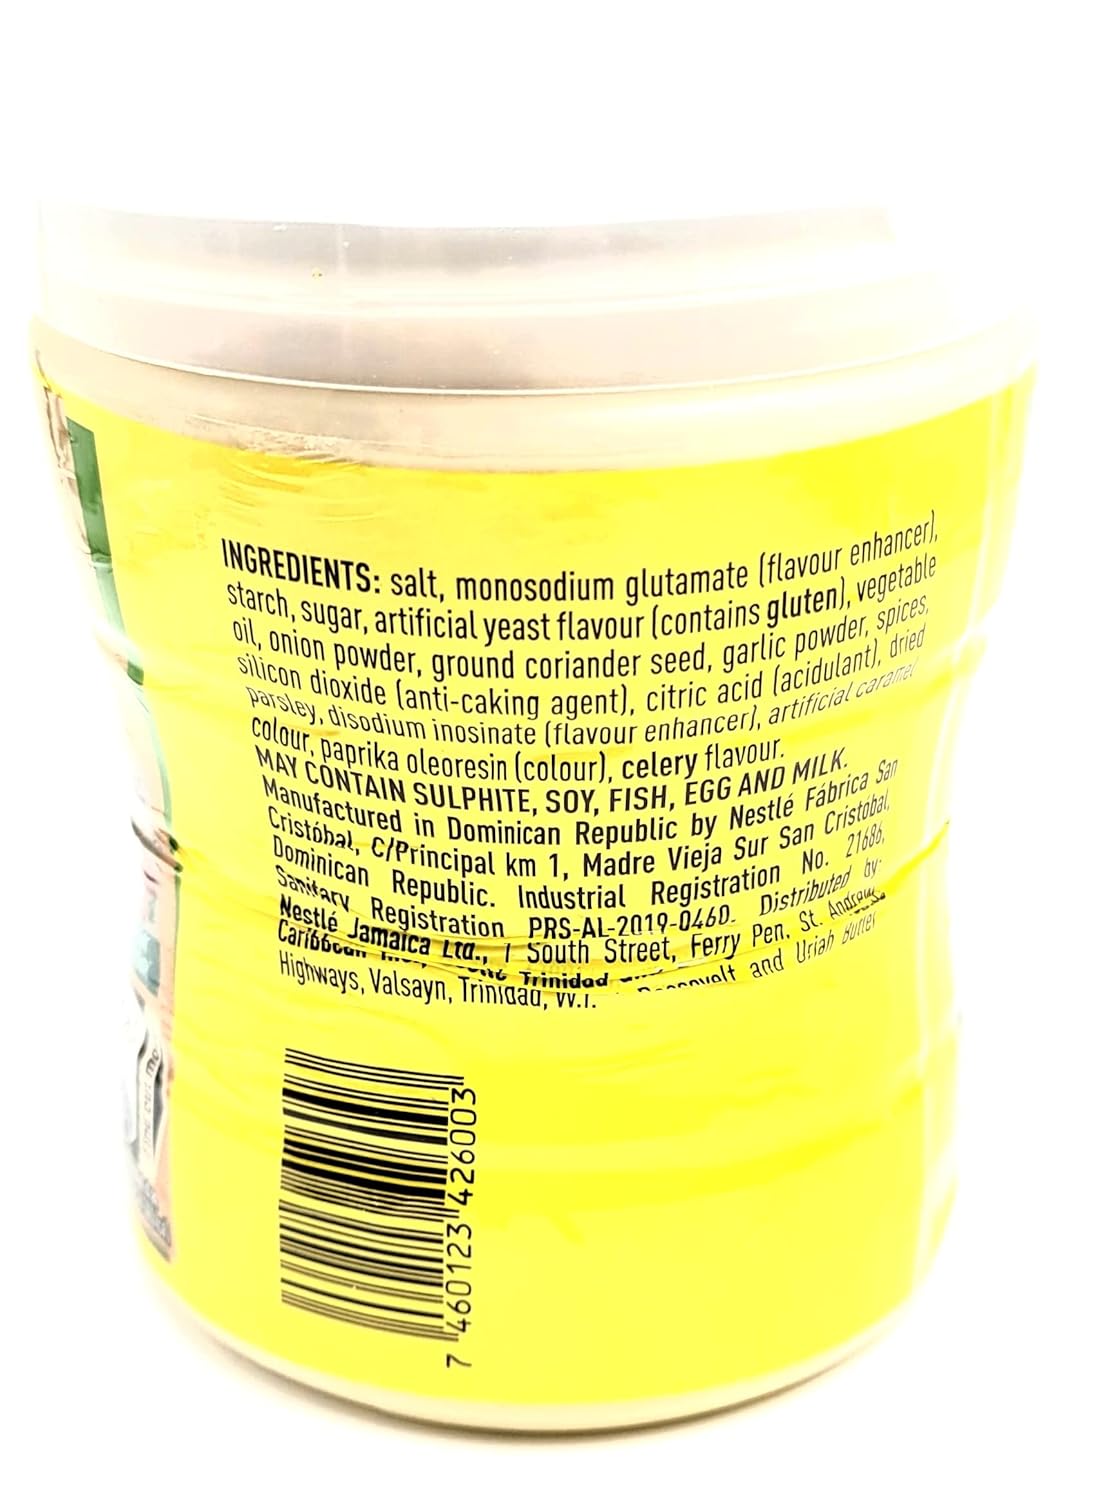 INGREDIENTS: salt, monosodium glutamate (flavour enhancer),
starch, sugar, artificial yeast flavour (contains gluten), vegetable
oil, onion powder, ground coriander seed, garlic powder, spices,
silicon dioxide (anti-caking agent), citric acid (acidulant), dried
parsley, disodium inosinate (flavour enhancer), artificial caramel
colour, paprika oleoresin (colour), celery flavour.
MAY CONTAIN SULPHITE, SOY, FISH, EGG AND MILK.
Manufactured in Dominican Republic by Nestlé Fábrica San
Cristóbal, C/Principal km 1, Madre Vieja Sur San Cristóbal,
Dominican Republic. Industrial Registration No. 21686,
Sanitary Registration PRS-AL-2019-0460. Distributed by:
Nestlé Jamaica Ltd., South Street, Ferry Pen, St. Andrew
Caribbean Trinidad and Uriah Butler
Highways, Valsayn, Trinidad, W.I.
7 460123 426003